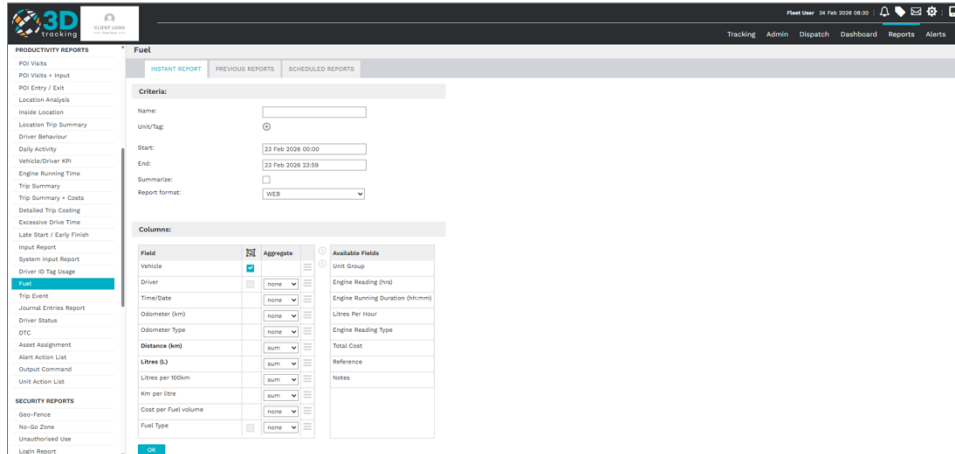 3D
tracking
CLIENT LOGO
Fleet User 24 Feb 2026 08:30
Tracking Admin Dispatch Dashboard Reports Alerts
PRODUCTIVITY REPORTS
POI Visits
POI Visits + Input
POI Entry / Exit
Location Analysis
Inside Location
Location Trip Summary
Driver Behaviour
Daily Activity
Vehicle/Driver KPI
Engine Running Time
Trip Summary
Trip Summary + Costs
Detailed Trip Costing
Excessive Drive Time
Late Start / Early Finish
Input Report
System Input Report
Driver ID Tag Usage
Fuel
Trip Event
Journal Entries Report
Driver Status
DTC
Asset Assignment
Alert Action List
Output Command
Unit Action List
SECURITY REPORTS
Geo-Fence
No-Go Zone
Unauthorised Use
Login Report
Fuel
INSTANT REPORT PREVIOUS REPORTS SCHEDULED REPORTS
Criteria:
Name:
Unit/Tag:
Start: 23 Feb 2026 00:00
End: 23 Feb 2026 23:59
Summarize:
Report format: WEB
Columns:
Field Aggregate Available Fields
Vehicle Unit Group
Driver none Engine Reading (hrs)
Time/Date none Engine Running Duration (hh:mm)
Odometer (km) none Litres Per Hour
Odometer Type none Engine Reading Type
Distance (km) sum Total Cost
Litres (L) sum Reference
Litres per 100km sum Notes
Km per litre sum
Cost per Fuel volume none
Fuel Type none
OK